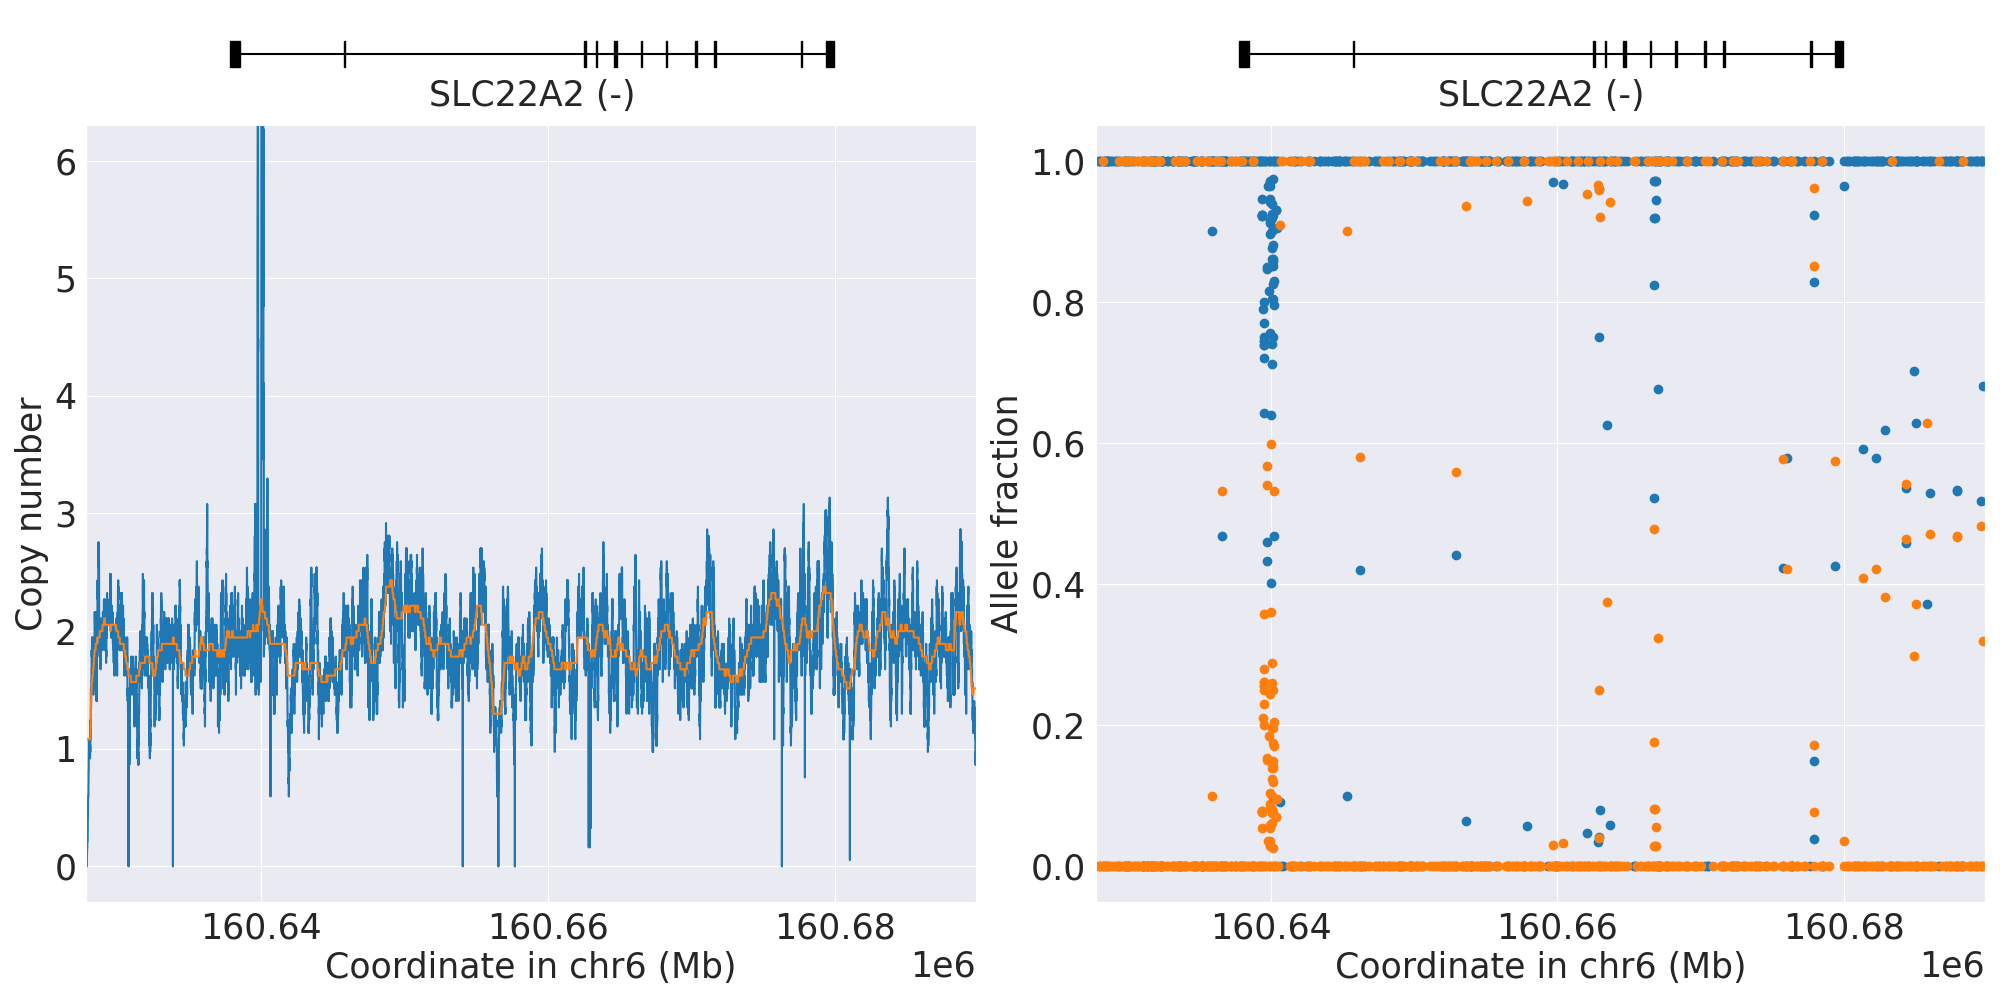 SLC22A2 (-)
SLC22A2 (-)
Copy number
6
5
4
3
2
1
0
160.64
160.66
160.68
Coordinate in chr6 (Mb)
1e6
Allele fraction
1.0
0.8
0.6
0.4
0.2
0.0
160.64
160.66
160.68
Coordinate in chr6 (Mb)
1e6